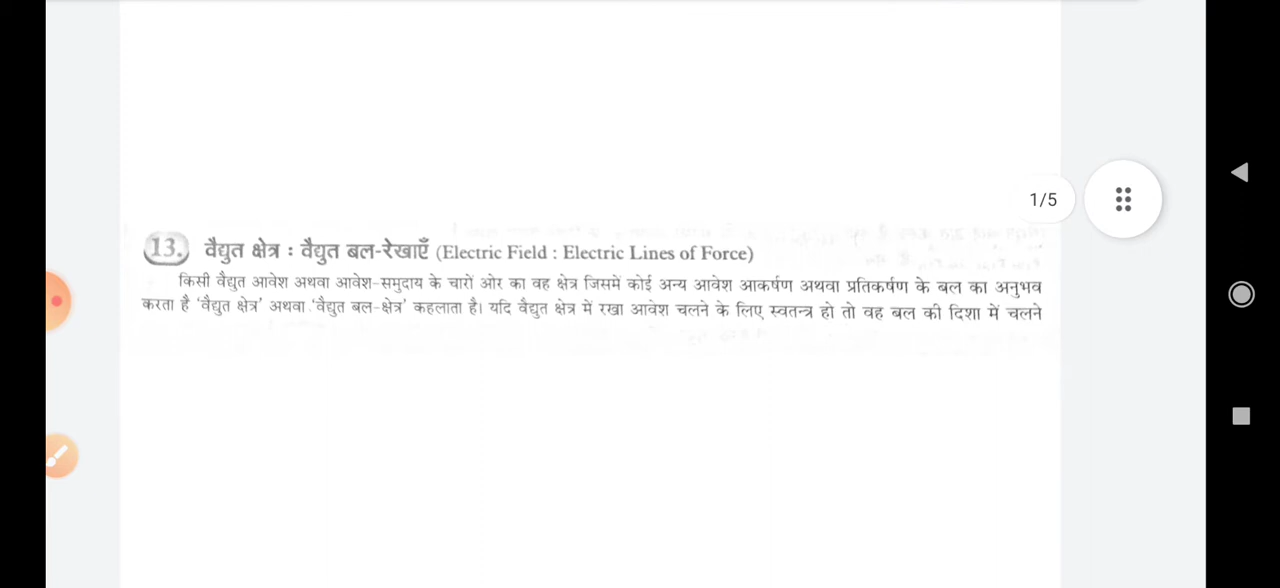 1/5
13. वैद्युत क्षेत्र : वैद्युत बल-रेखाएँ (Electric Field : Electric Lines of Force)
किसी वैद्युत आवेश अथवा आवेश-समुदाय के चारों ओर का वह क्षेत्र जिसमें कोई अन्य आवेश आकर्षण अथवा प्रतिकर्षण के बल का अनुभव
करता है ‘वैद्युत क्षेत्र’ अथवा ‘वैद्युत बल-क्षेत्र’ कहलाता है। यदि वैद्युत क्षेत्र में रखा आवेश चलने के लिए स्वतन्त्र हो तो वह बल की दिशा में चलने